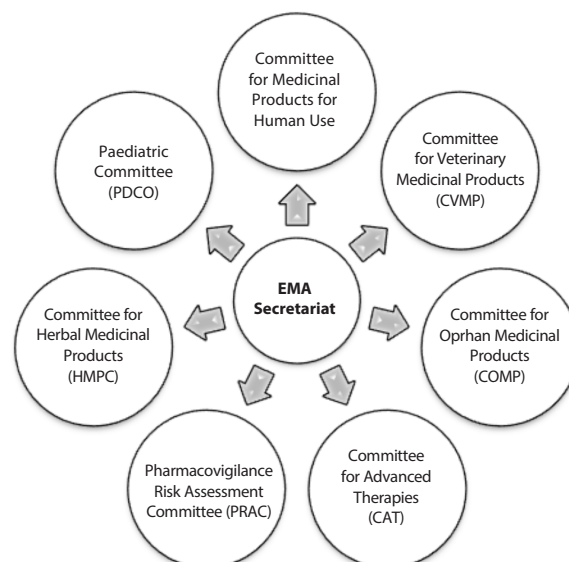 Committee
for Medicinal
Products for
Human Use
Committee
for Veterinary
Medicinal Products
(CVMP)
Committee for
Oprhan Medicinal
Products
(COMP)
Committee
for Advanced
Therapies
(CAT)
Pharmacovigilance
Risk Assessment
Committee (PRAC)
Committee for
Herbal Medicinal
Products
(HMPC)
Paediatric
Committee
(PDCO)
EMA
Secretariat